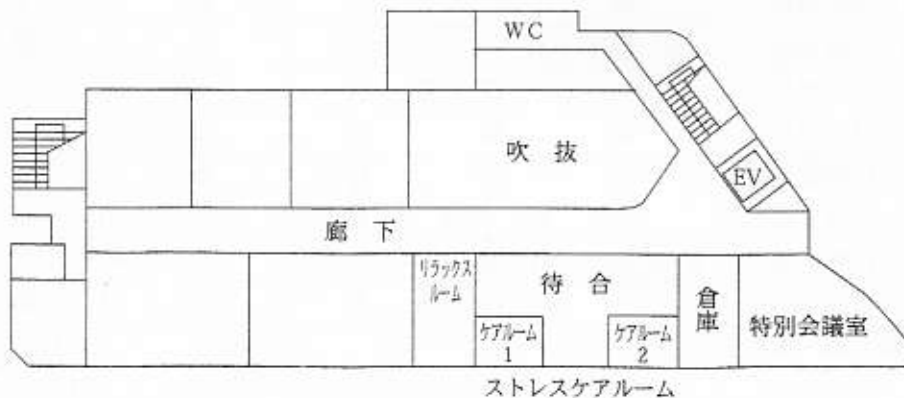 WC
吹 抜
EV
廊 下
リラックス
ルーム
待 合
倉庫
特別会議室
ケアルーム
1
ケアルーム
2
ストレスケアルーム